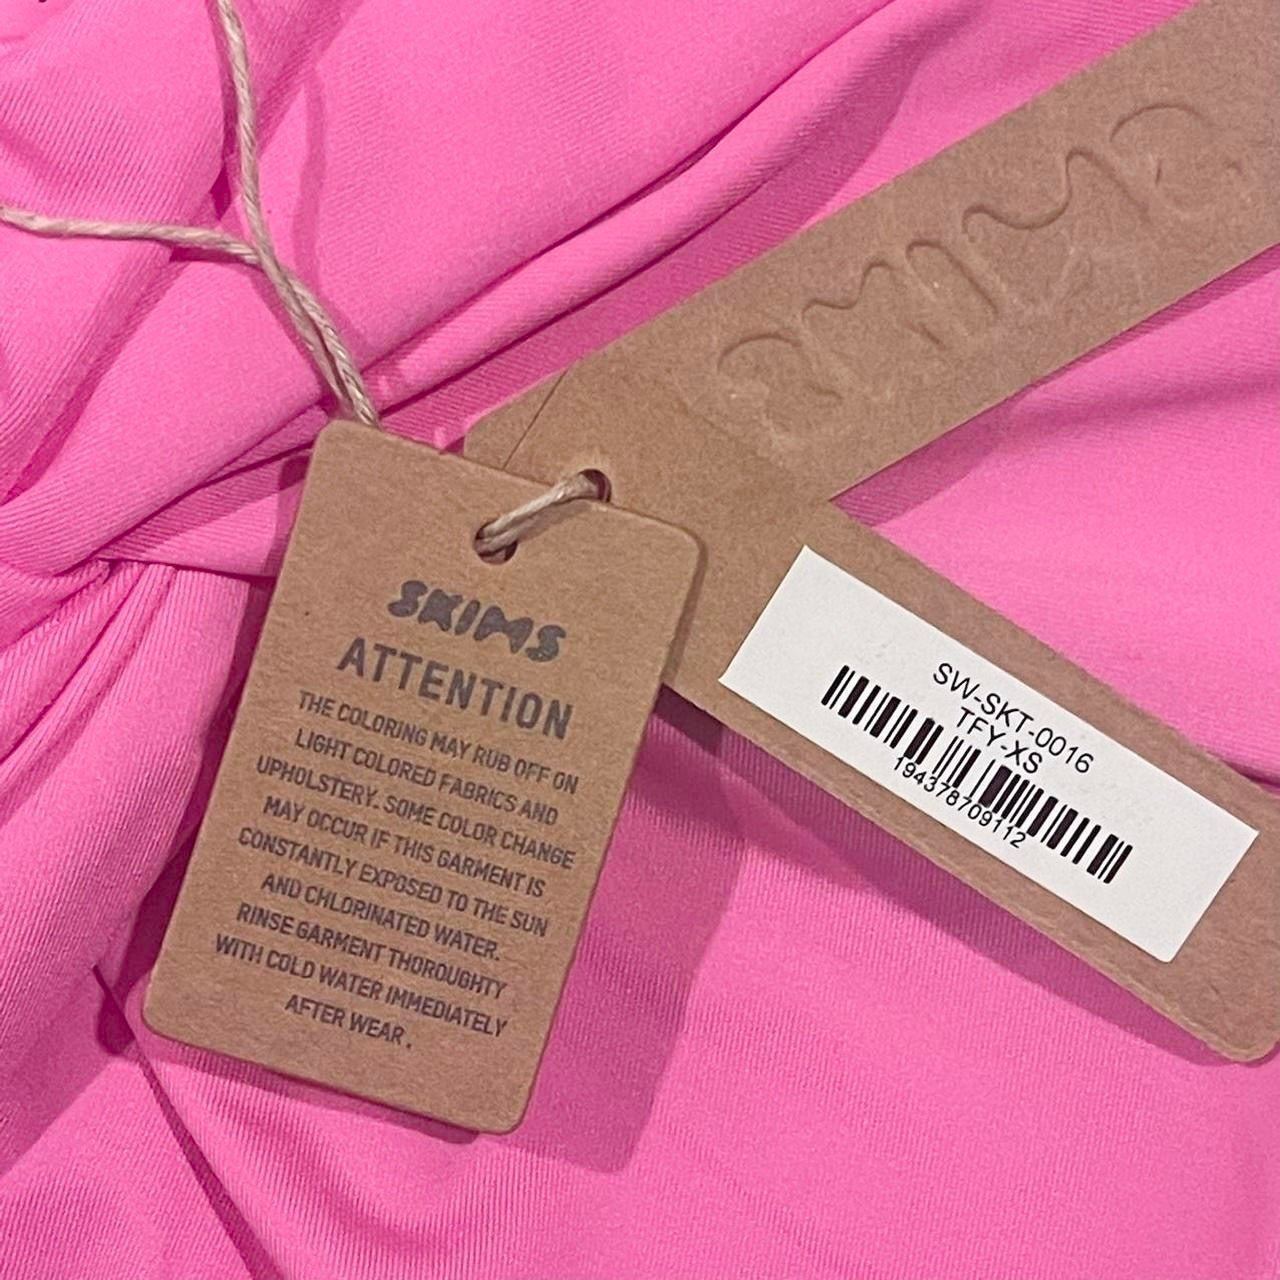 SKIMS
SKIMS
ATTENTION
THE COLORING MAY RUB OFF ON
LIGHT COLORED FABRICS AND
UPHOLSTERY. SOME COLOR CHANGE
MAY OCCUR IF THIS GARMENT IS
CONSTANTLY EXPOSED TO THE SUN
AND CHLORINATED WATER.
RINSE GARMENT THOROUGHTY
WITH COLD WATER IMMEDIATELY
AFTER WEAR.
SW-SKT-0016
TFY-XS
194378709112